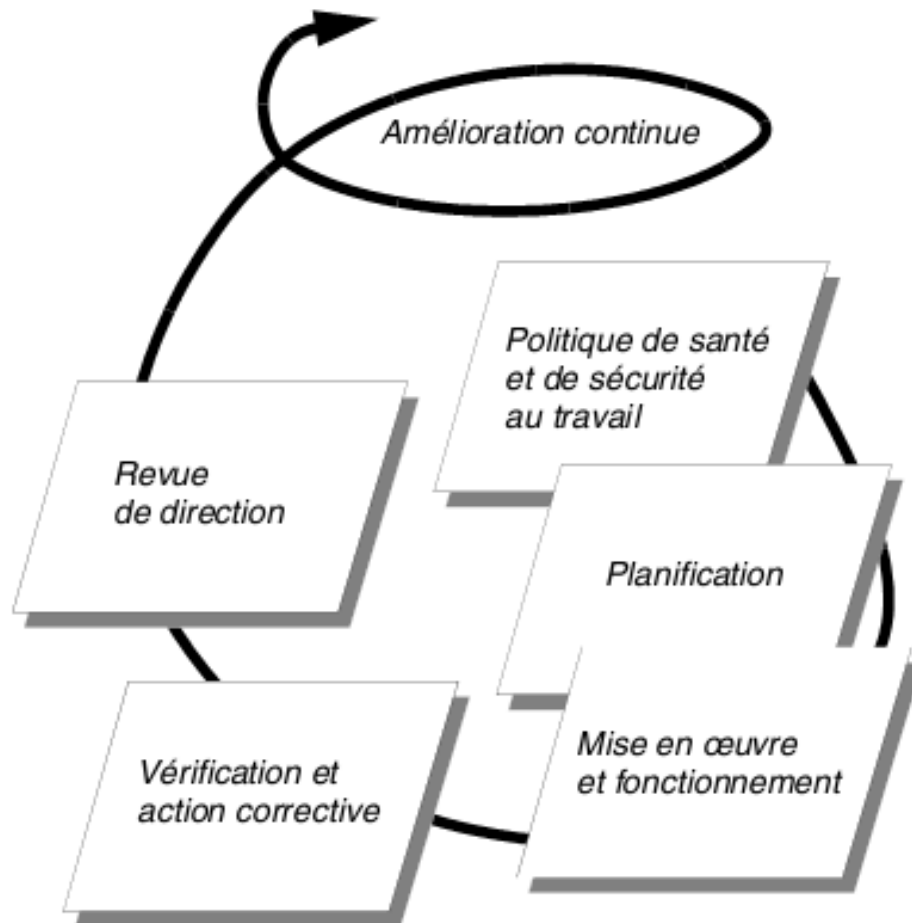 Amélioration continue
Politique de santé
et de sécurité
au travail
Planification
Mise en œuvre
et fonctionnement
Vérification et
action corrective
Revue
de direction